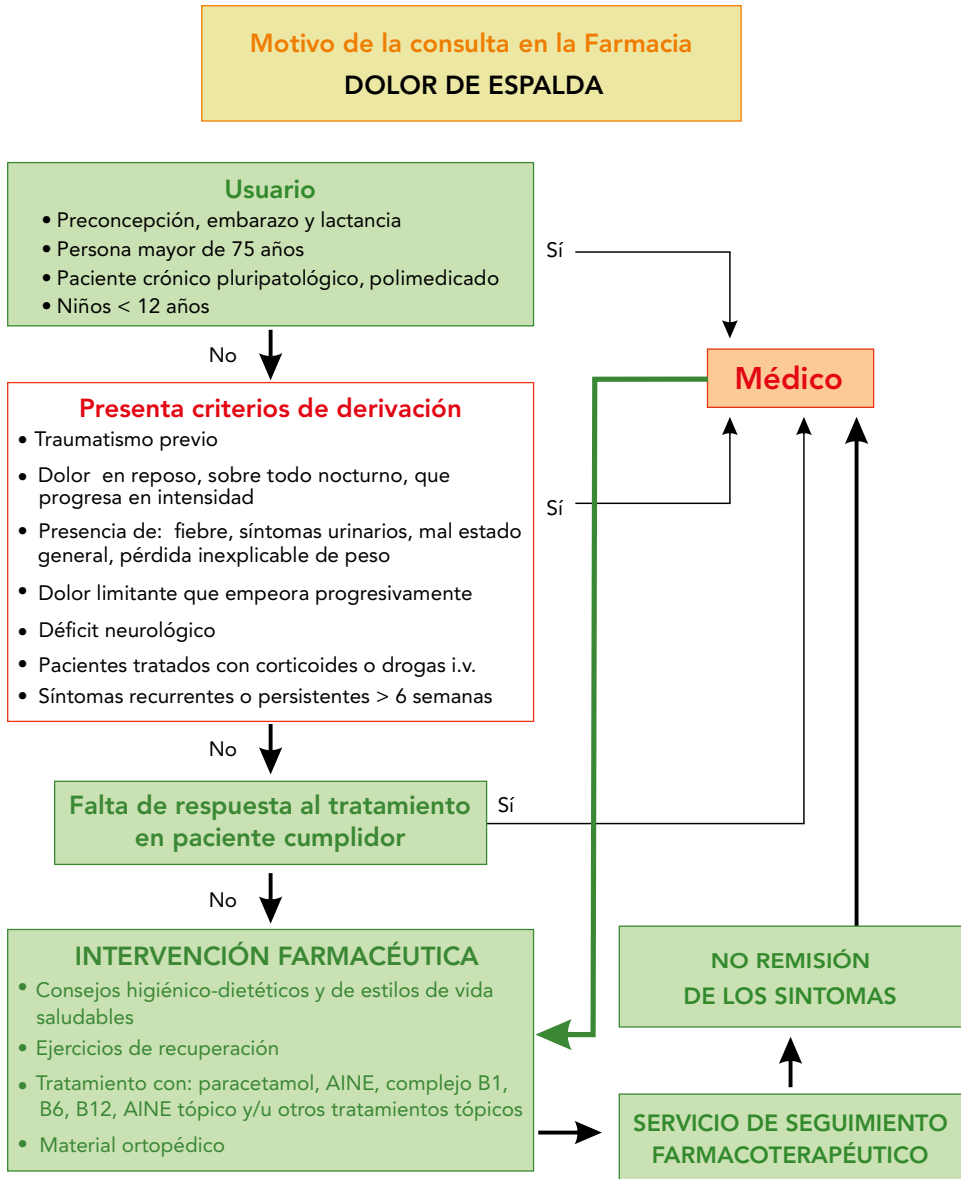 Motivo de la consulta en la Farmacia
DOLOR DE ESPALDA
Usuario
• Preconcepción, embarazo y lactancia
• Persona mayor de 75 años
• Paciente crónico pluripatológico, polimedicado
• Niños < 12 años
Sí
No
Médico
Presenta criterios de derivación
• Traumatismo previo
• Dolor en reposo, sobre todo nocturno, que
progresa en intensidad
• Presencia de: fiebre, síntomas urinarios, mal estado
general, pérdida inexplicable de peso
• Dolor limitante que empeora progresivamente
• Déficit neurológico
• Pacientes tratados con corticoides o drogas i.v.
• Síntomas recurrentes o persistentes > 6 semanas
Sí
No
Falta de respuesta al tratamiento
en paciente cumplidor
Sí
No
INTERVENCIÓN FARMACÉUTICA
• Consejos higiénico-dietéticos y de estilos de vida
saludables
• Ejercicios de recuperación
• Tratamiento con: paracetamol, AINE, complejo B1,
B6, B12, AINE tópico y/u otros tratamientos tópicos
• Material ortopédico
NO REMISIÓN
DE LOS SINTOMAS
SERVICIO DE SEGUIMIENTO
FARMACOTERAPÉUTICO